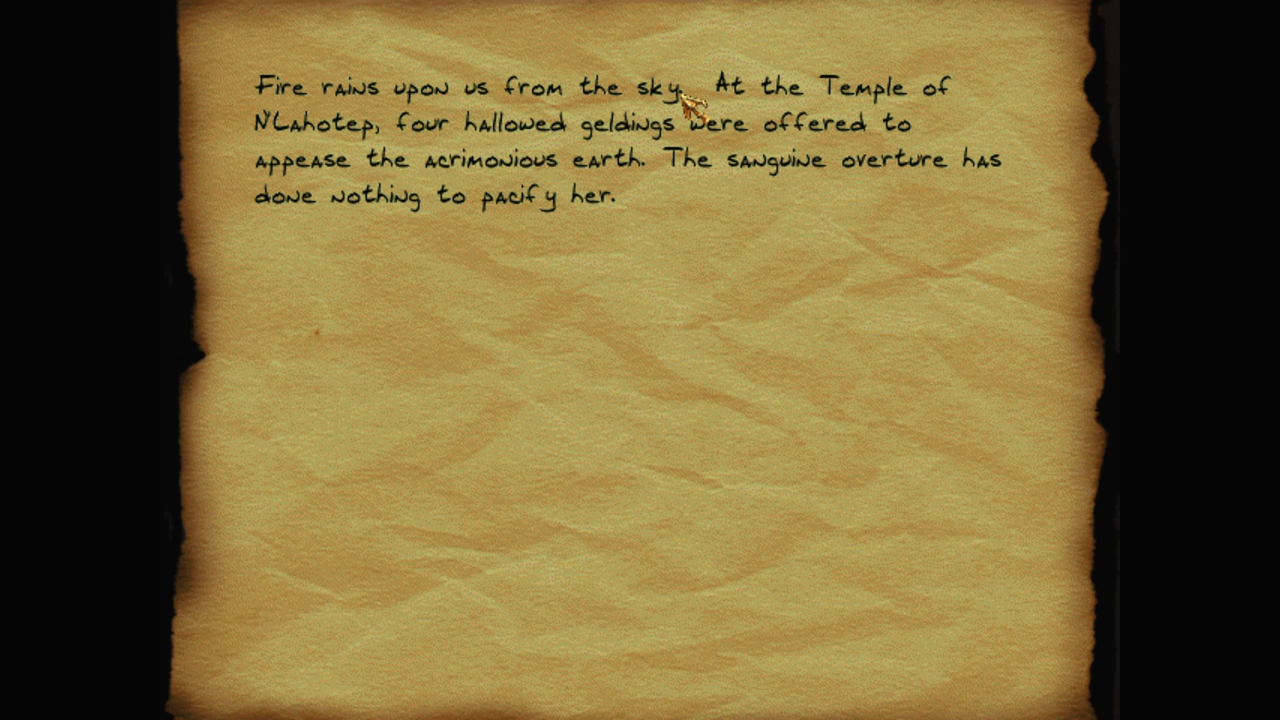 Fire rains upon us from the sky. At the Temple of
N'Lahotep, four hallowed geldings were offered to
appease the acrimonious earth. The sanguine overture has
done nothing to pacify her.